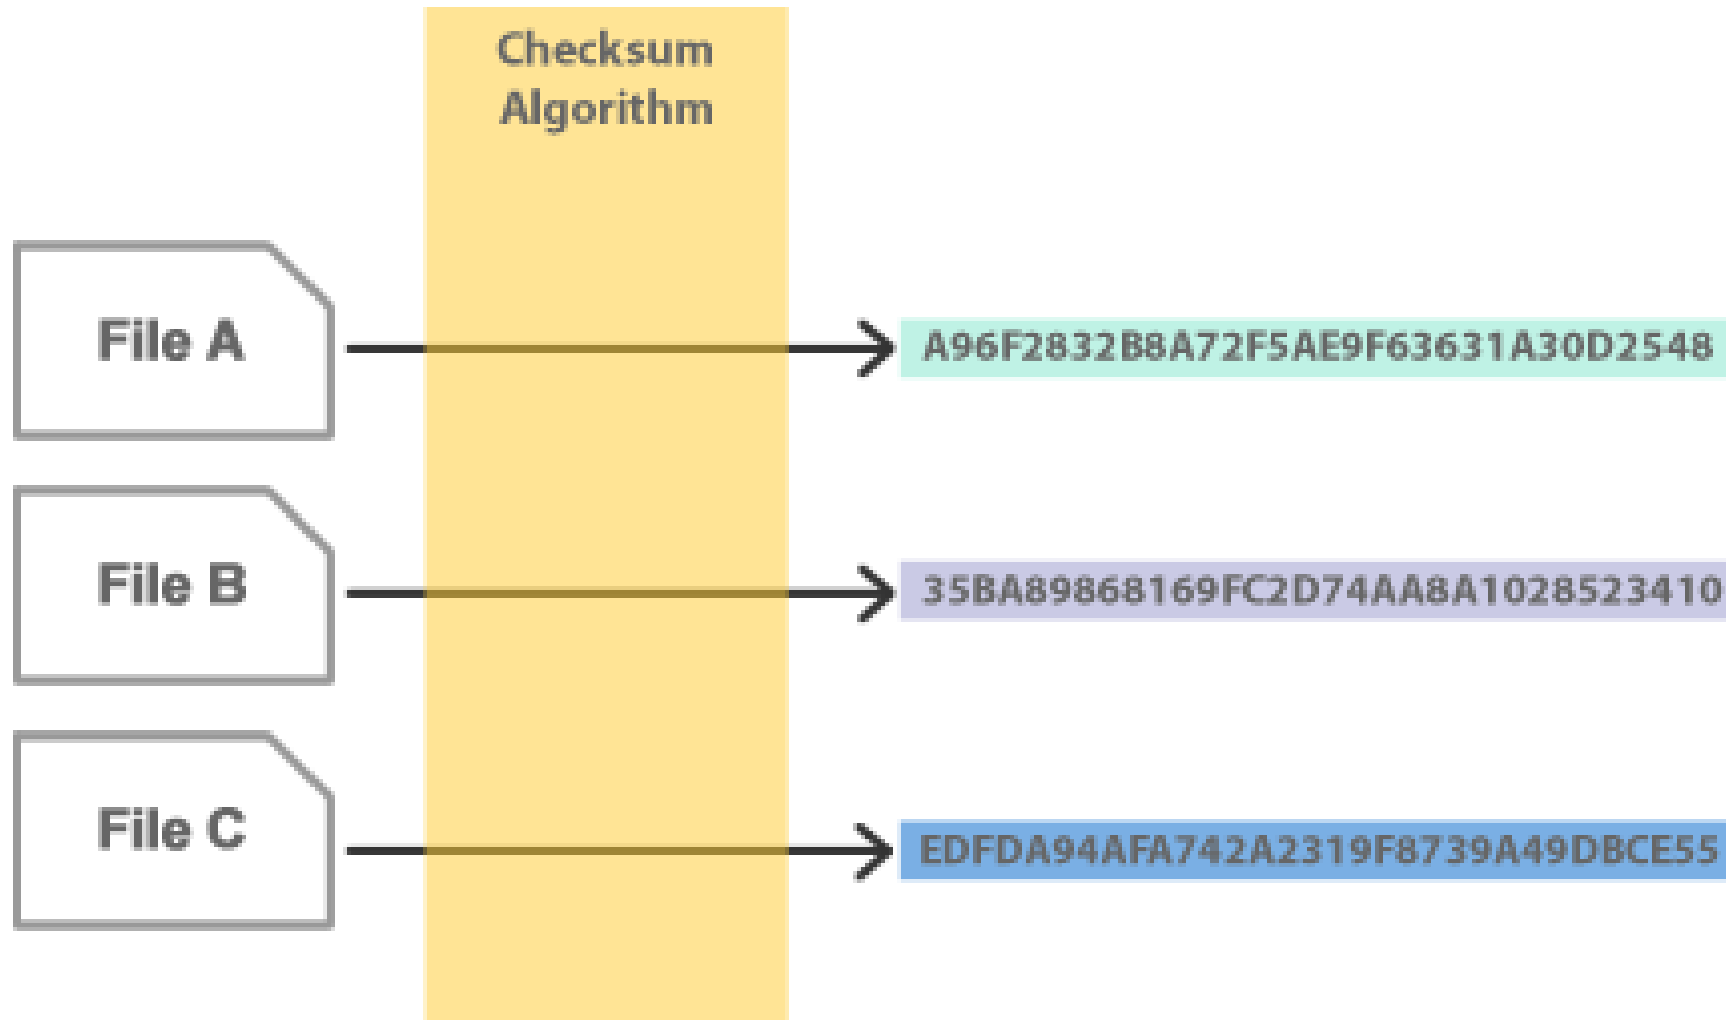 Checksum
Algorithm
File A
A96F2832B8A72F5AE9F63631A30D2548
File B
35BA89868169FC2D74AA8A1028523410
File C
EDFDA94AFA742A2319F8739A49DBCE55